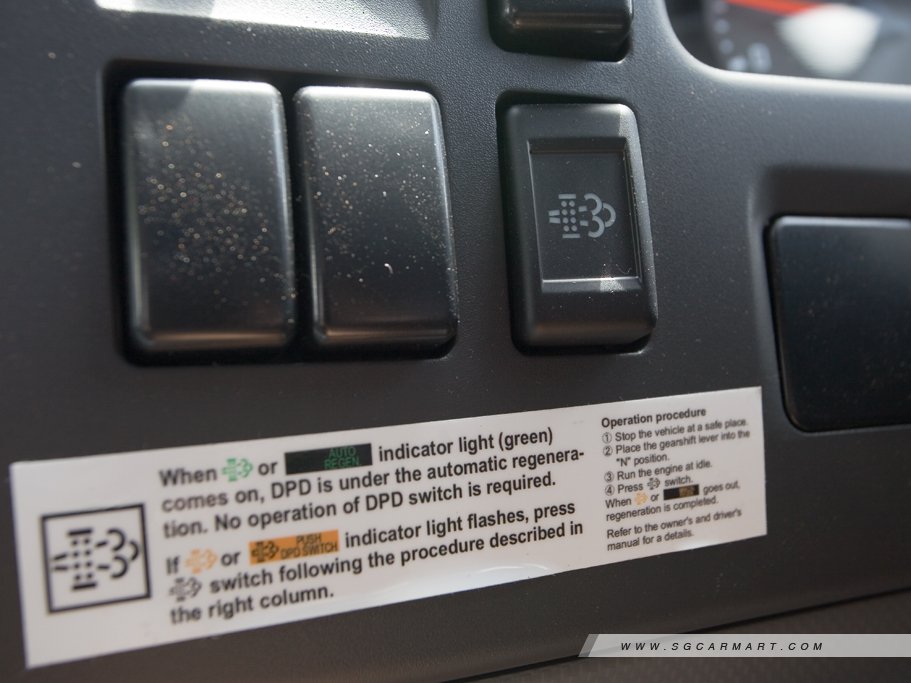 When or AUTO REGEN indicator light (green)
comes on, DPD is under the automatic regenera-
tion. No operation of DPD switch is required.
If or PUSH DPD SWITCH indicator light flashes, press
switch following the procedure described in
the right column.
Operation procedure
① Stop the vehicle at a safe place.
② Place the gearshift lever into the
"N" position.
③ Run the engine at idle.
④ Press switch.
When or goes out,
regeneration is completed.
Refer to the owner's and driver's
manual for a details.
WWW.SGCARMART.COM